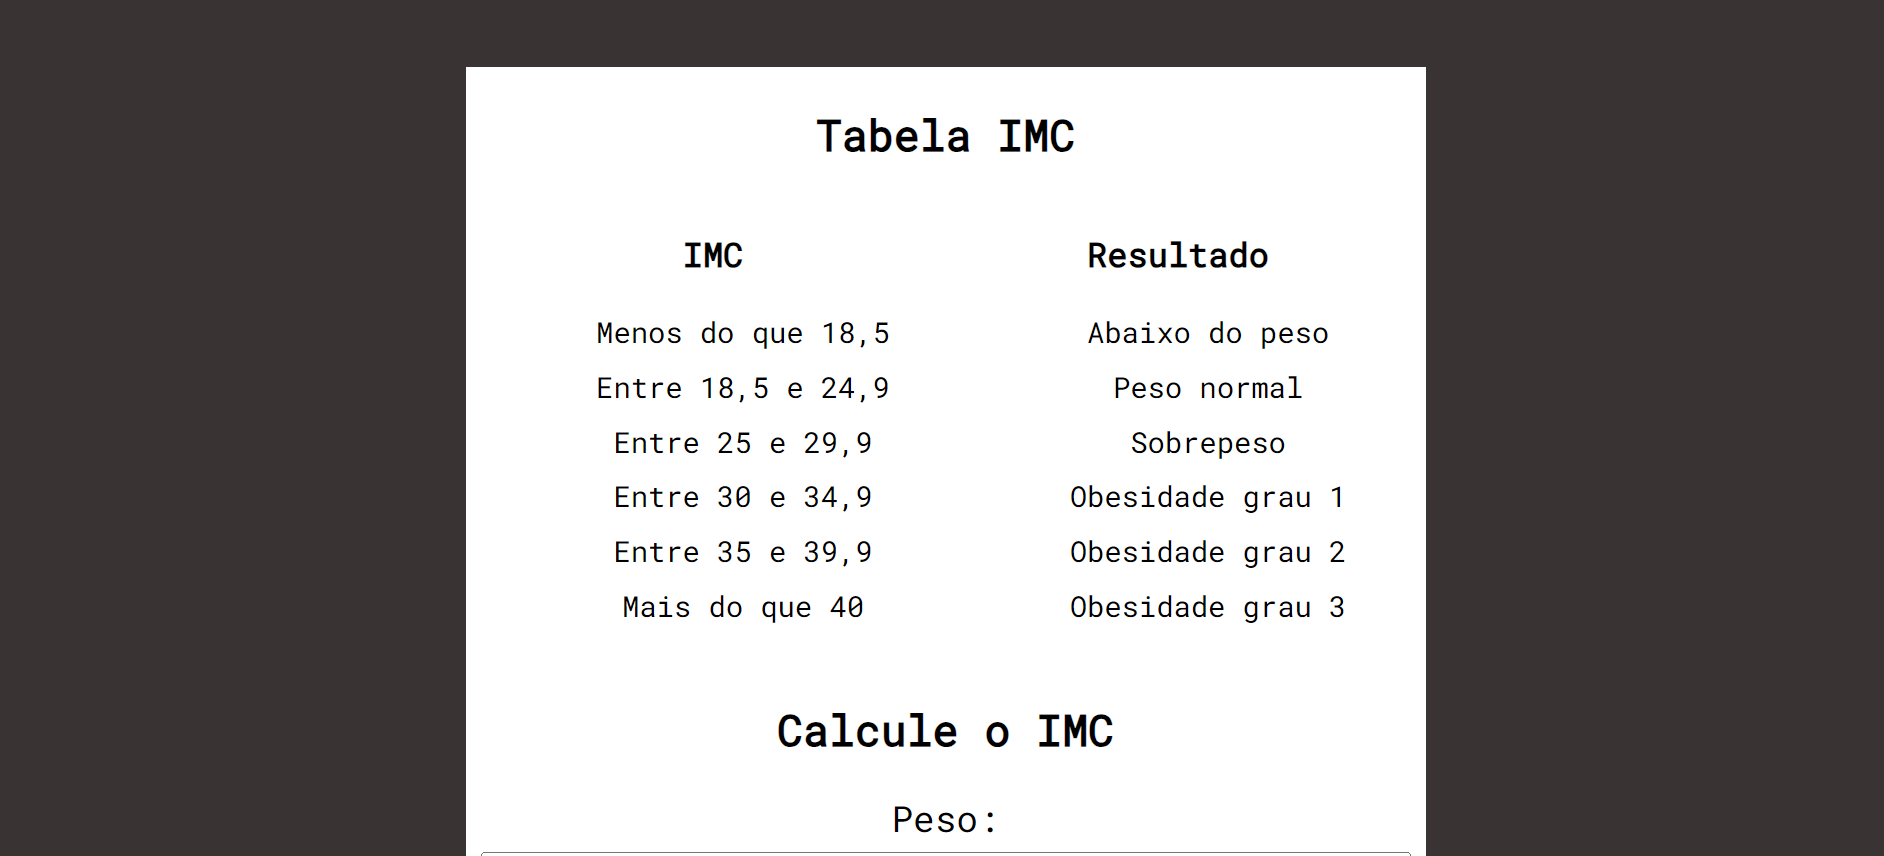 Tabela IMC
IMC Resultado
Menos do que 18,5 Abaixo do peso
Entre 18,5 e 24,9 Peso normal
Entre 25 e 29,9 Sobrepeso
Entre 30 e 34,9 Obesidade grau 1
Entre 35 e 39,9 Obesidade grau 2
Mais do que 40 Obesidade grau 3
Calcule o IMC
Peso: